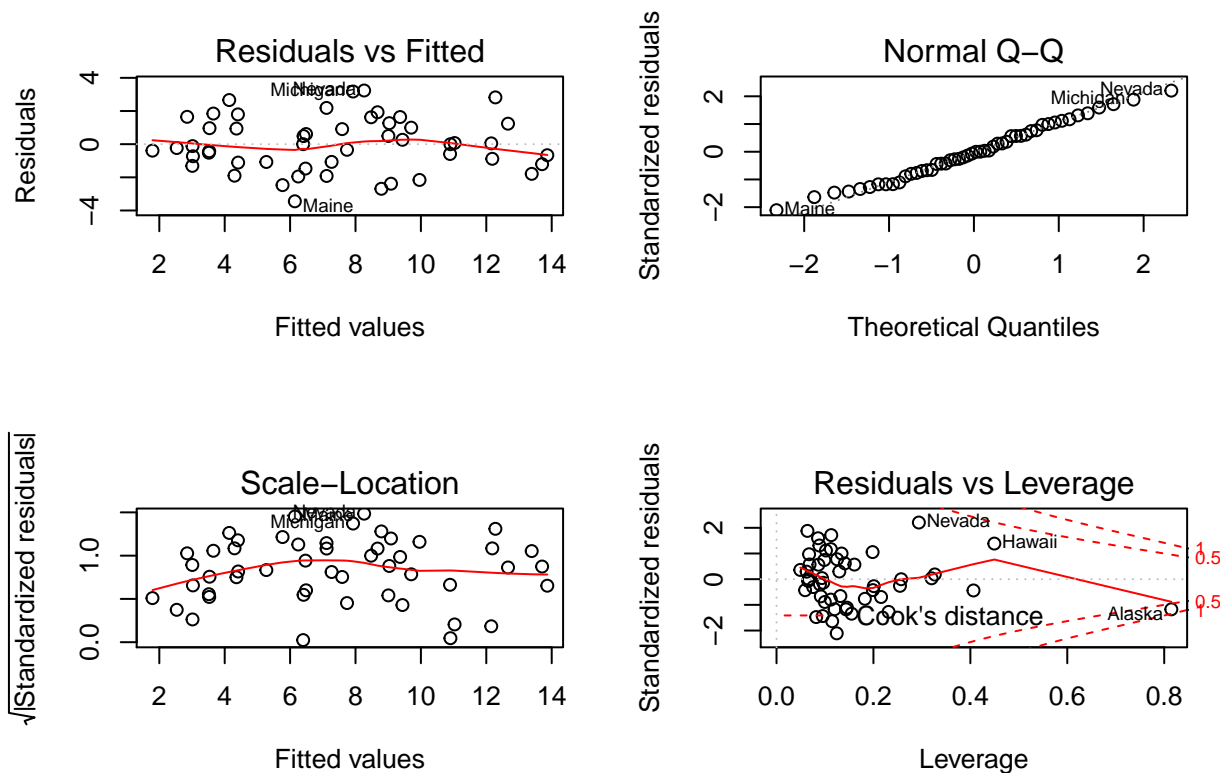 Residuals vs Fitted
Residuals
4
0
−4
Nevada
Michigan
Maine
2 4 6 8 10 12 14
Fitted values
Normal Q−Q
Standardized residuals
2
0
−2
Nevada
Michigan
Maine
−2 −1 0 1 2
Theoretical Quantiles
Scale−Location
√|Standardized residuals|
1.0
0.0
Nevada
Maine
Michigan
2 4 6 8 10 12 14
Fitted values
Residuals vs Leverage
Standardized residuals
2
0
−2
Nevada
Hawaii
Alaska
Cook's distance
1
0.5
0.5
1
0.0 0.2 0.4 0.6 0.8
Leverage